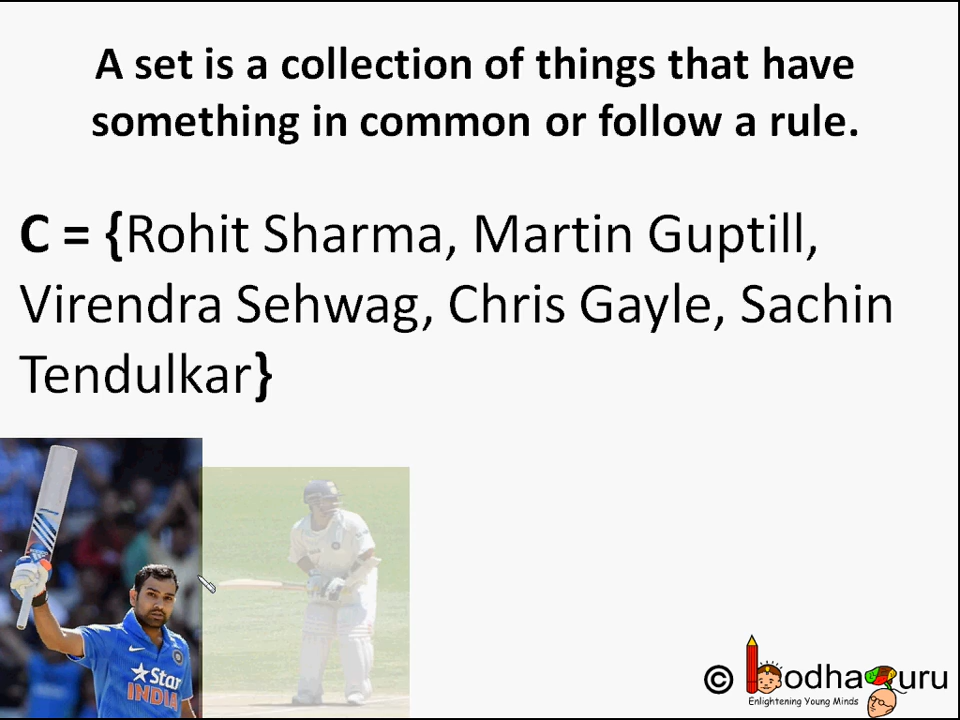 A set is a collection of things that have
something in common or follow a rule.
C = {Rohit Sharma, Martin Guptill,
Virendra Sehwag, Chris Gayle, Sachin
Tendulkar}
Star
INDIA
© BodhaGuru
Enlightening Young Minds